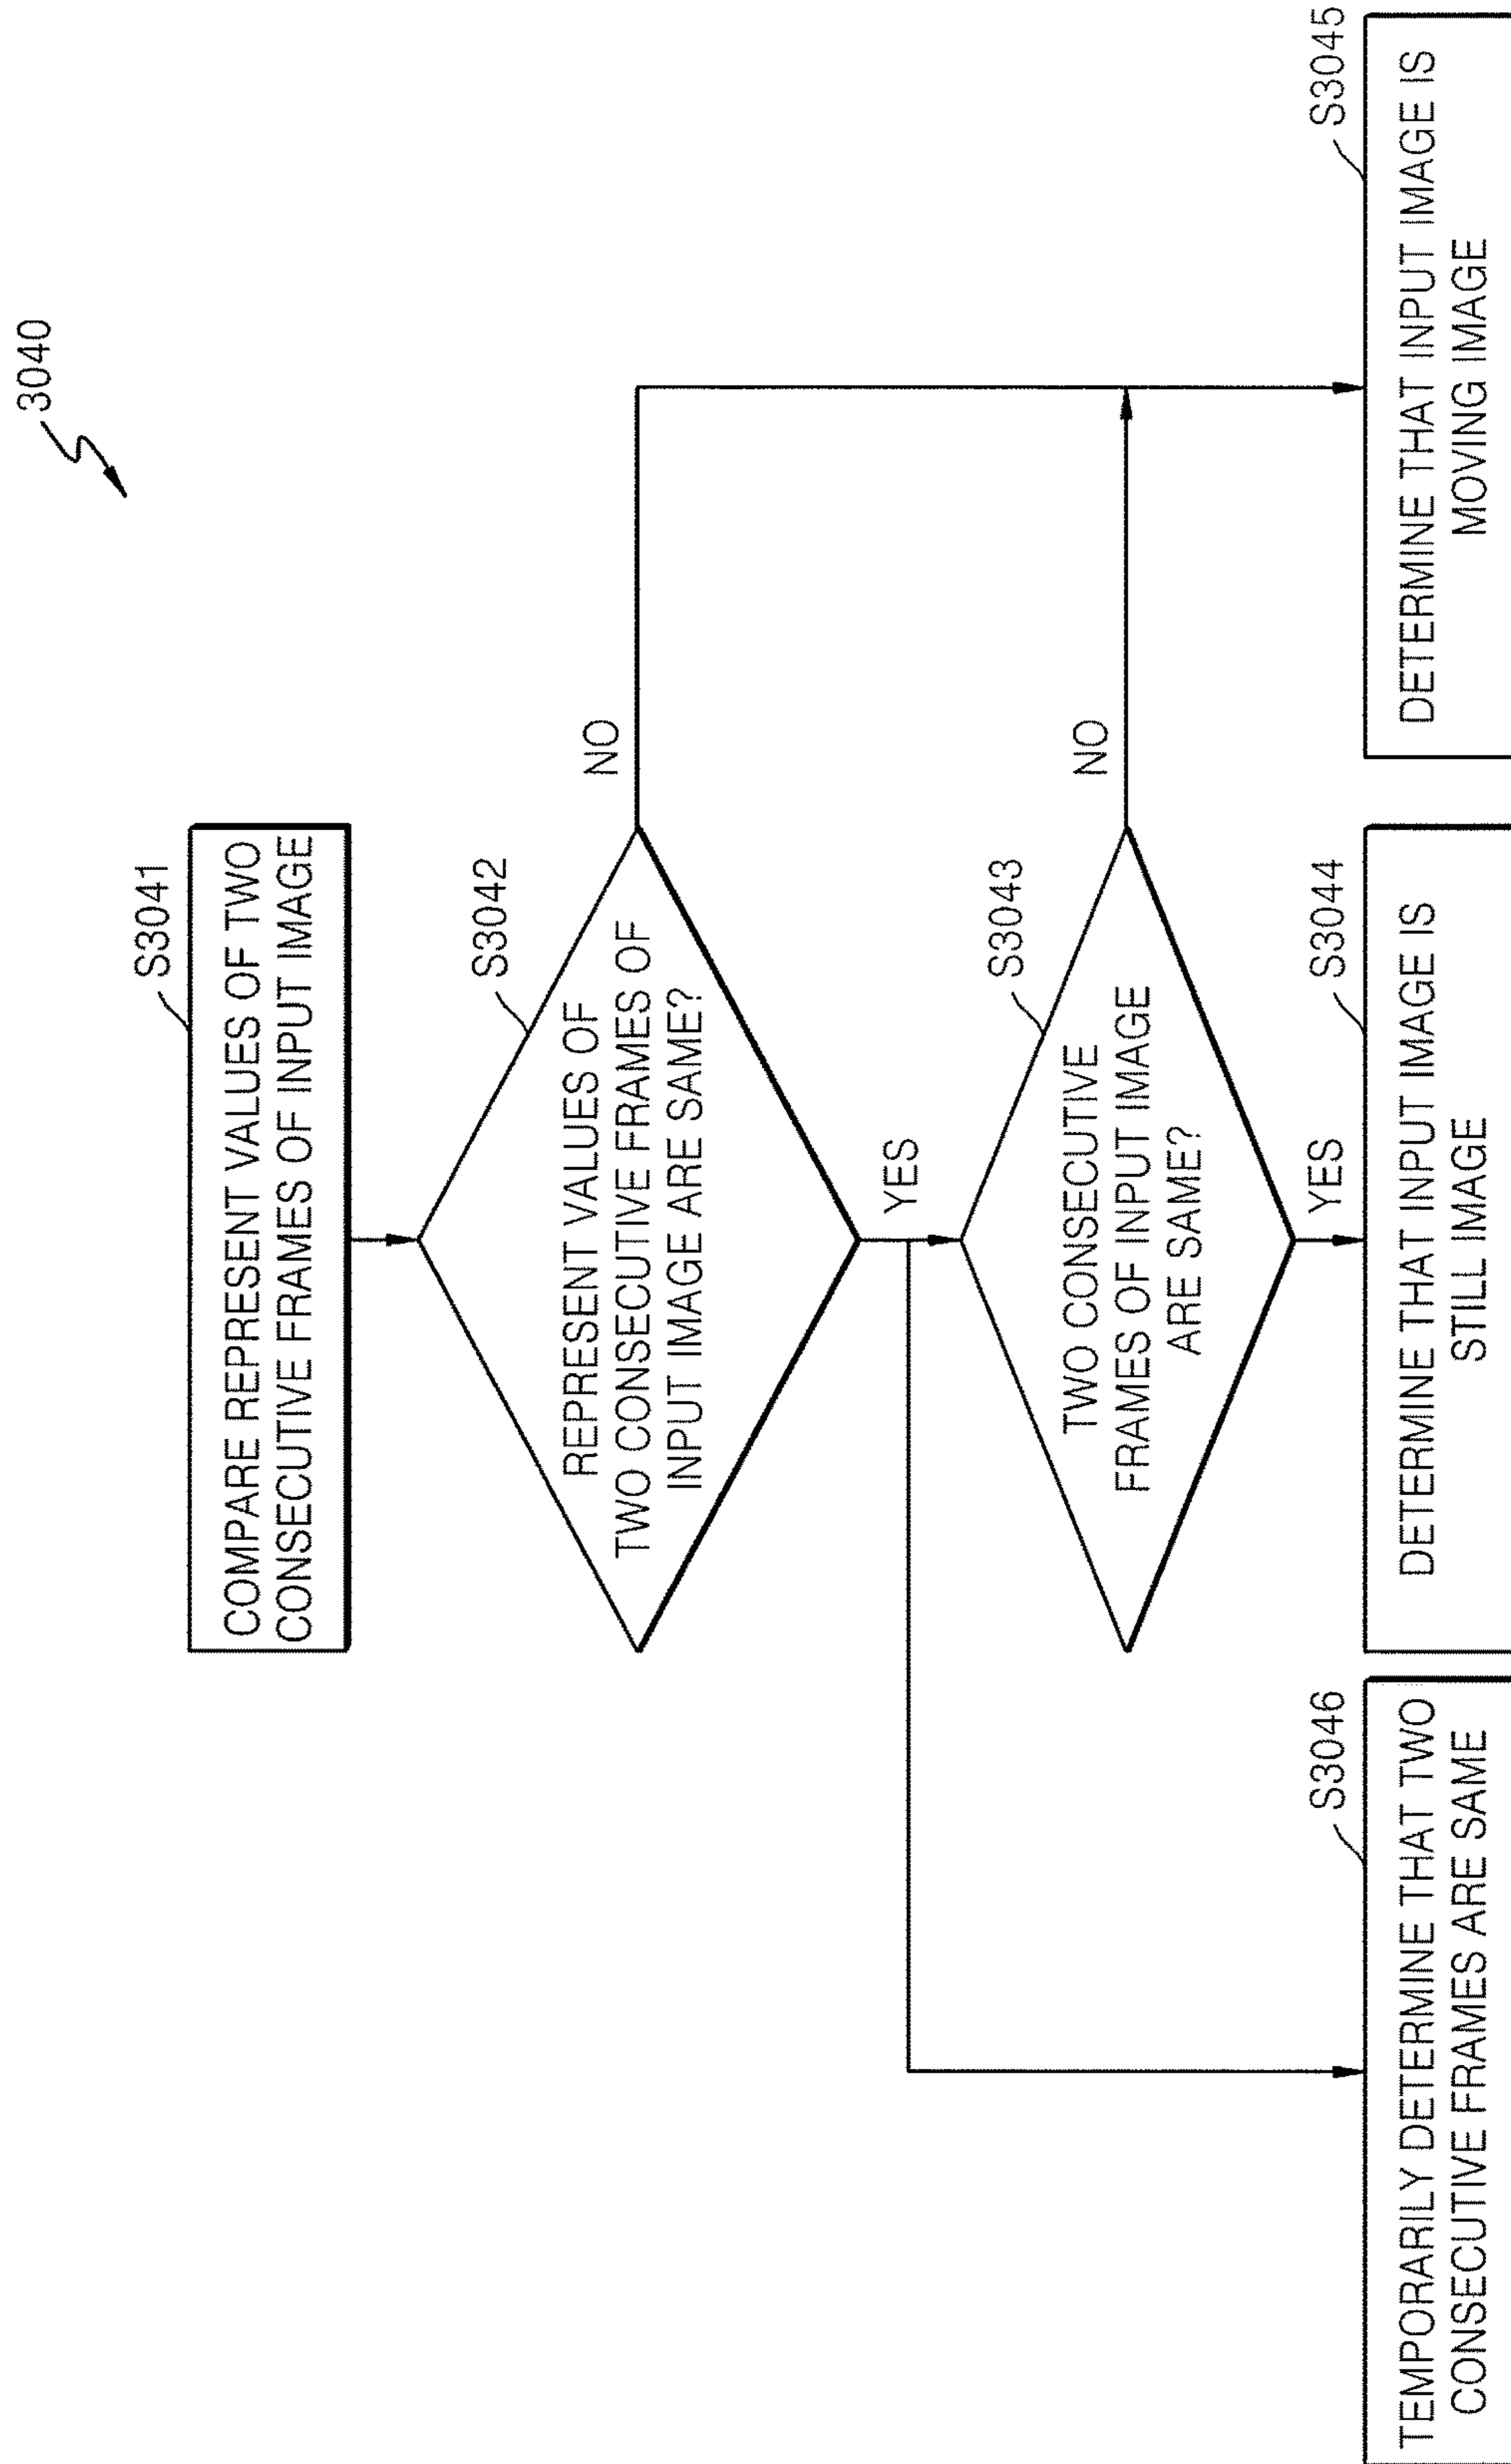 3040
S3041
COMPARE REPRESENT VALUES OF TWO
CONSECUTIVE FRAMES OF INPUT IMAGE
S3042
REPRESENT VALUES OF
TWO CONSECUTIVE FRAMES OF
INPUT IMAGE ARE SAME?
NO
YES
S3043
TWO CONSECUTIVE
FRAMES OF INPUT IMAGE
ARE SAME?
NO
YES
S3046
TEMPORARILY DETERMINE THAT TWO
CONSECUTIVE FRAMES ARE SAME
S3044
DETERMINE THAT INPUT IMAGE IS
STILL IMAGE
S3045
DETERMINE THAT INPUT IMAGE IS
MOVING IMAGE